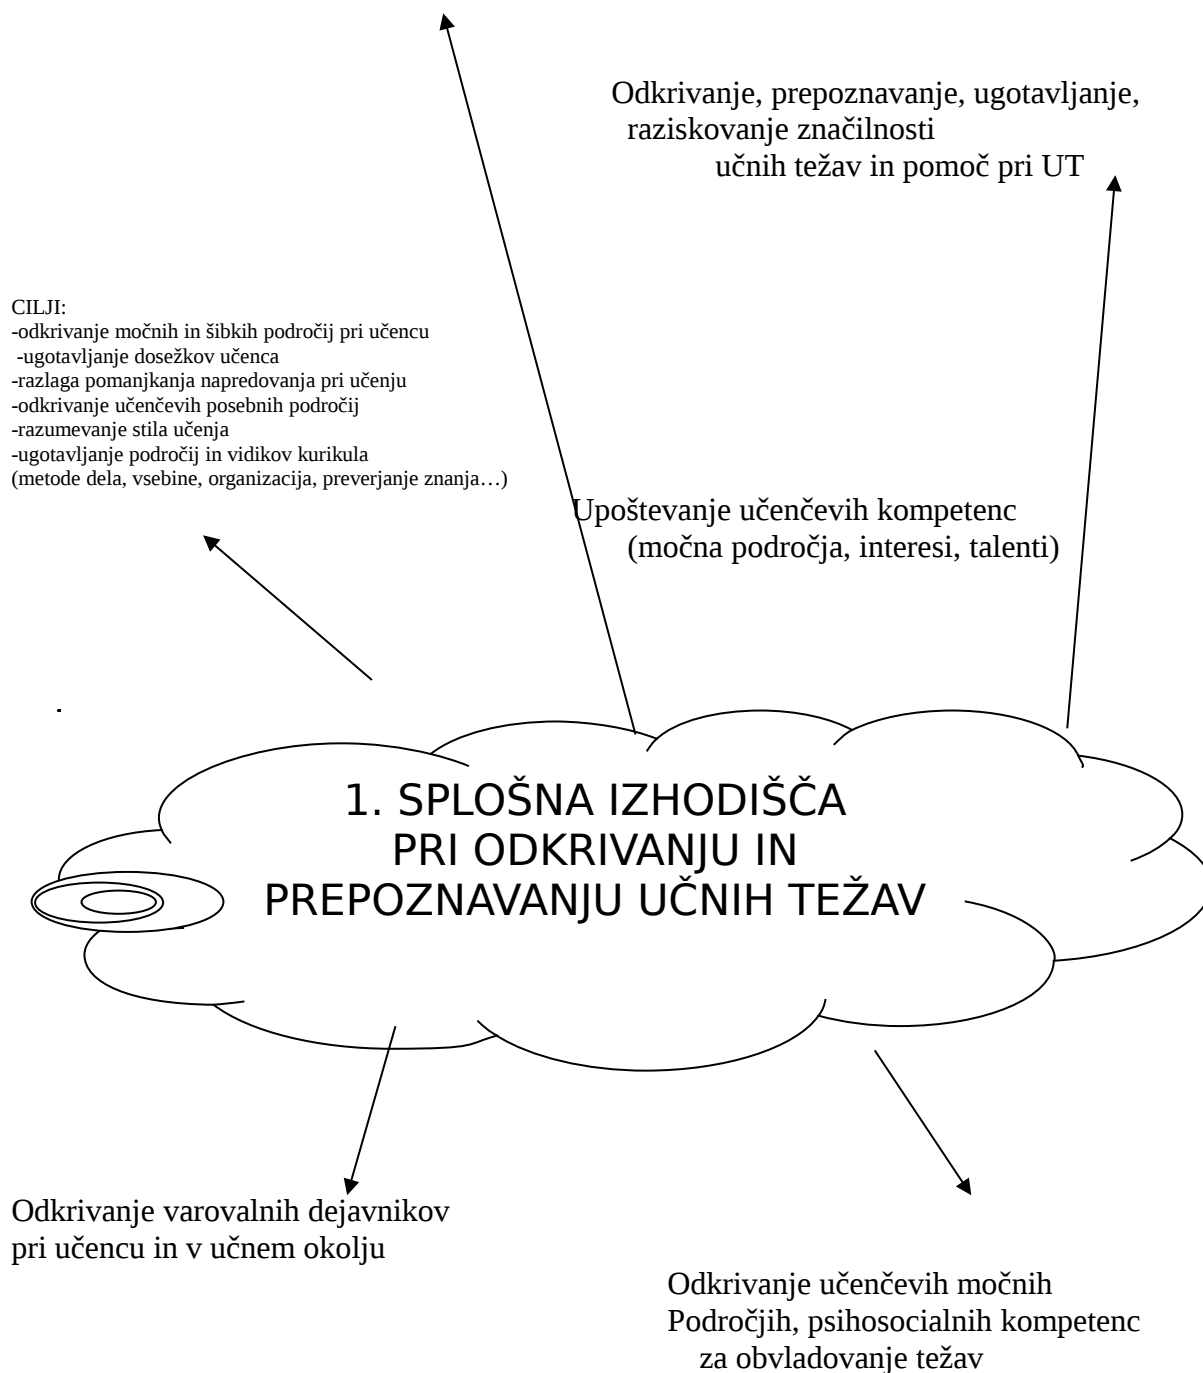 Odkrivanje, prepoznavanje, ugotavljanje,
raziskovanje značilnosti
učnih težav in pomoč pri UT
CILJI:
-odkrivanje močnih in šibkih področij pri učencu
-ugotavljanje dosežkov učenca
-razlaga pomanjkanja napredovanja pri učenju
-odkrivanje učenčevih posebnih področij
-razumevanje stila učenja
-ugotavljanje področij in vidikov kurikula
(metode dela, vsebine, organizacija, preverjanje znanja…)
Upoštevanje učenčevih kompetenc
(močna področja, interesi, talenti)
1. SPLOŠNA IZHODIŠČA
PRI ODKRIVANJU IN
PREPOZNAVANJU UČNIH TEŽAV
Odkrivanje varovalnih dejavnikov
pri učencu in v učnem okolju
Odkrivanje učenčevih močnih
Področjih, psihosocialnih kompetenc
za obvladovanje težav